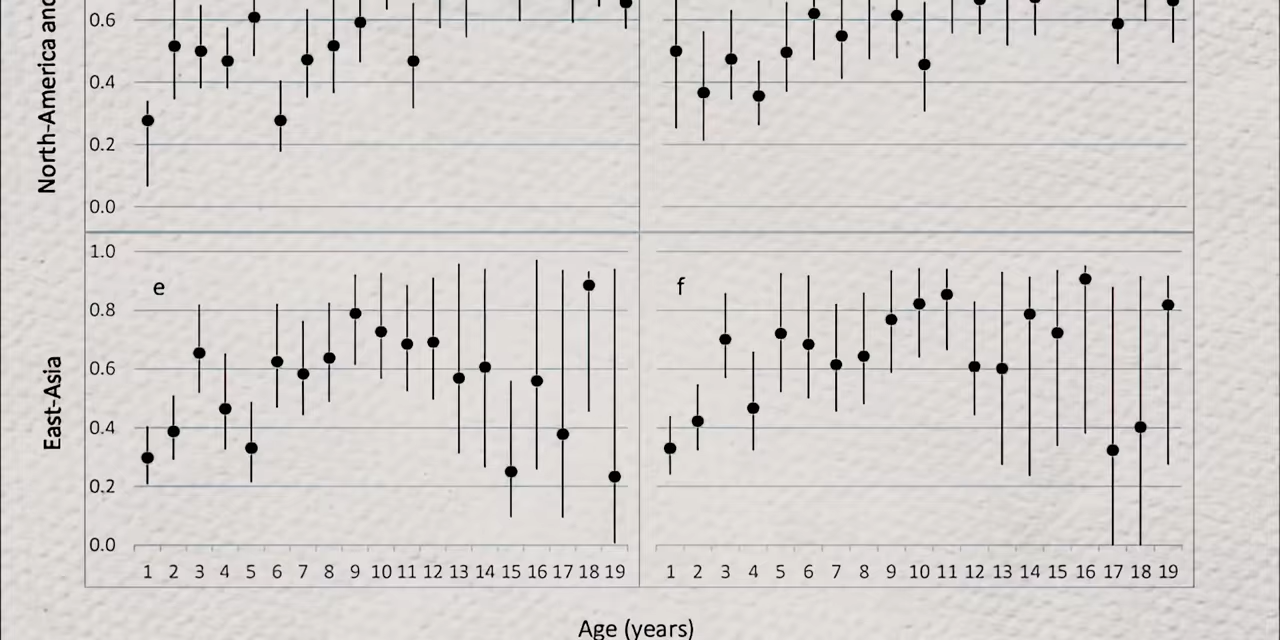 North-America and
0.6
0.4
0.2
0.0
East-Asia
1.0
0.8
0.6
0.4
0.2
0.0
e
f
1 2 3 4 5 6 7 8 9 10 11 12 13 14 15 16 17 18 19
1 2 3 4 5 6 7 8 9 10 11 12 13 14 15 16 17 18 19
Age (years)